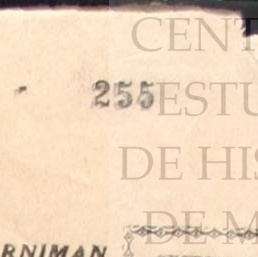 CENT
255
ESTU
DE HIS
DE M
RNIMAN